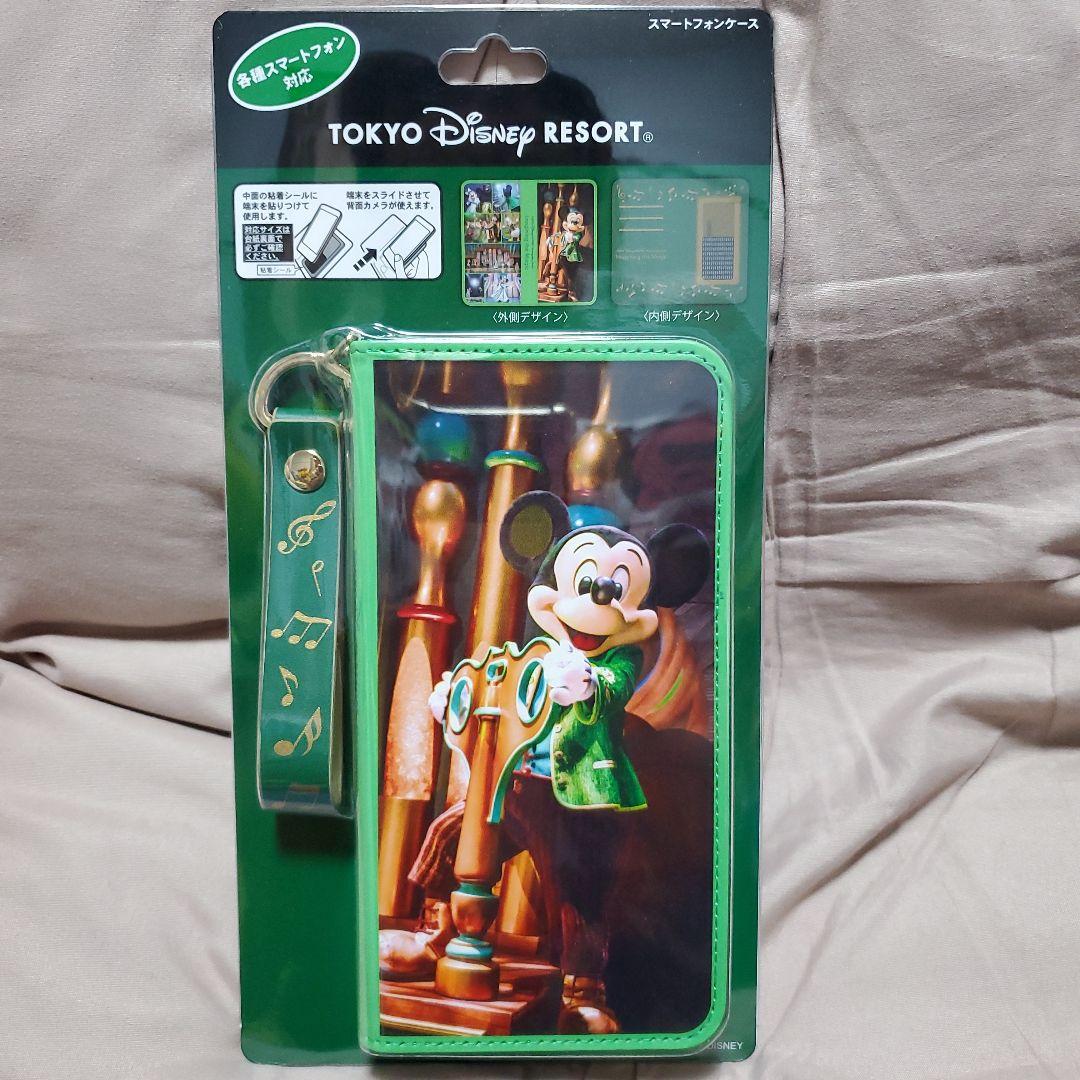 スマートフォンケース
各種スマートフォン
対応
TOKYO Disney RESORT®
中面の粘着シールに
端末を貼りつけて
使用します。
対応サイズは
台紙裏面で
必ずご確認
ください。
粘着シール
端末をスライドさせて
背面カメラが使えます。
〈外側デザイン〉
〈内側デザイン〉
DISNEY